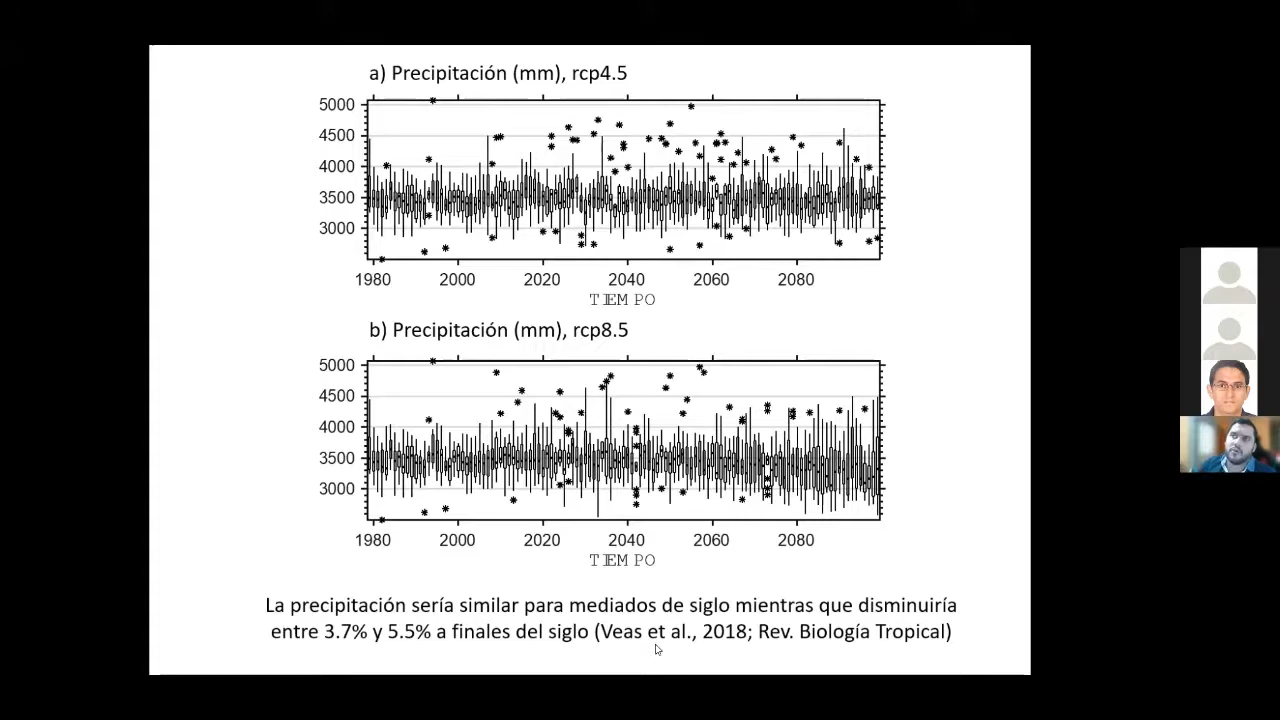 a) Precipitación (mm), rcp4.5
5000
4500
4000
3500
3000
1980 2000 2020 2040 2060 2080
TIEMPO
b) Precipitación (mm), rcp8.5
5000
4500
4000
3500
3000
1980 2000 2020 2040 2060 2080
TIEMPO
La precipitación sería similar para mediados de siglo mientras que disminuiría
entre 3.7% y 5.5% a finales del siglo (Veas et al., 2018; Rev. Biología Tropical)